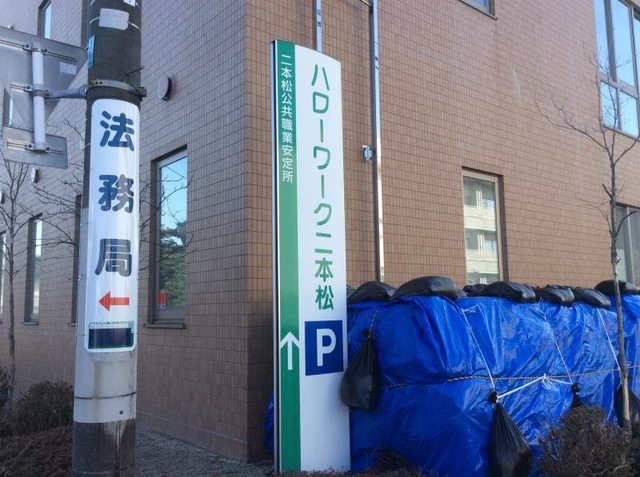 法務局
二本松公共職業安定所
ハローワーク二本松
P